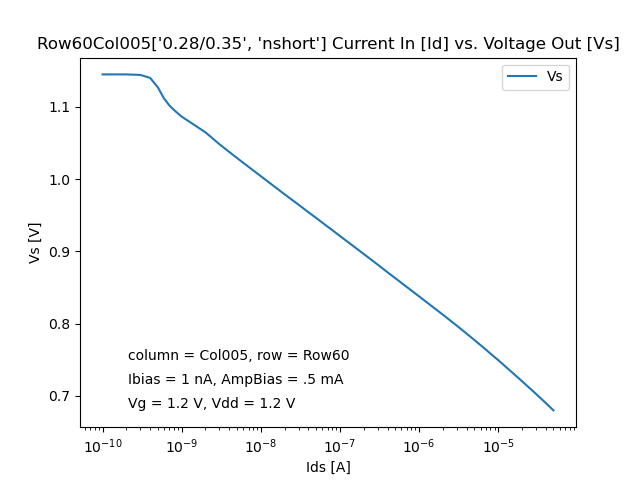 Row60Col005['0.28/0.35', 'nshort'] Current In [Id] vs. Voltage Out [Vs]
Vs
1.1
1.0
0.9
0.8
0.7
Vs [V]
column = Col005, row = Row60
Ibias = 1 nA, AmpBias = .5 mA
Vg = 1.2 V, Vdd = 1.2 V
10⁻¹⁰ 10⁻⁹ 10⁻⁸ 10⁻⁷ 10⁻⁶ 10⁻⁵
Ids [A]